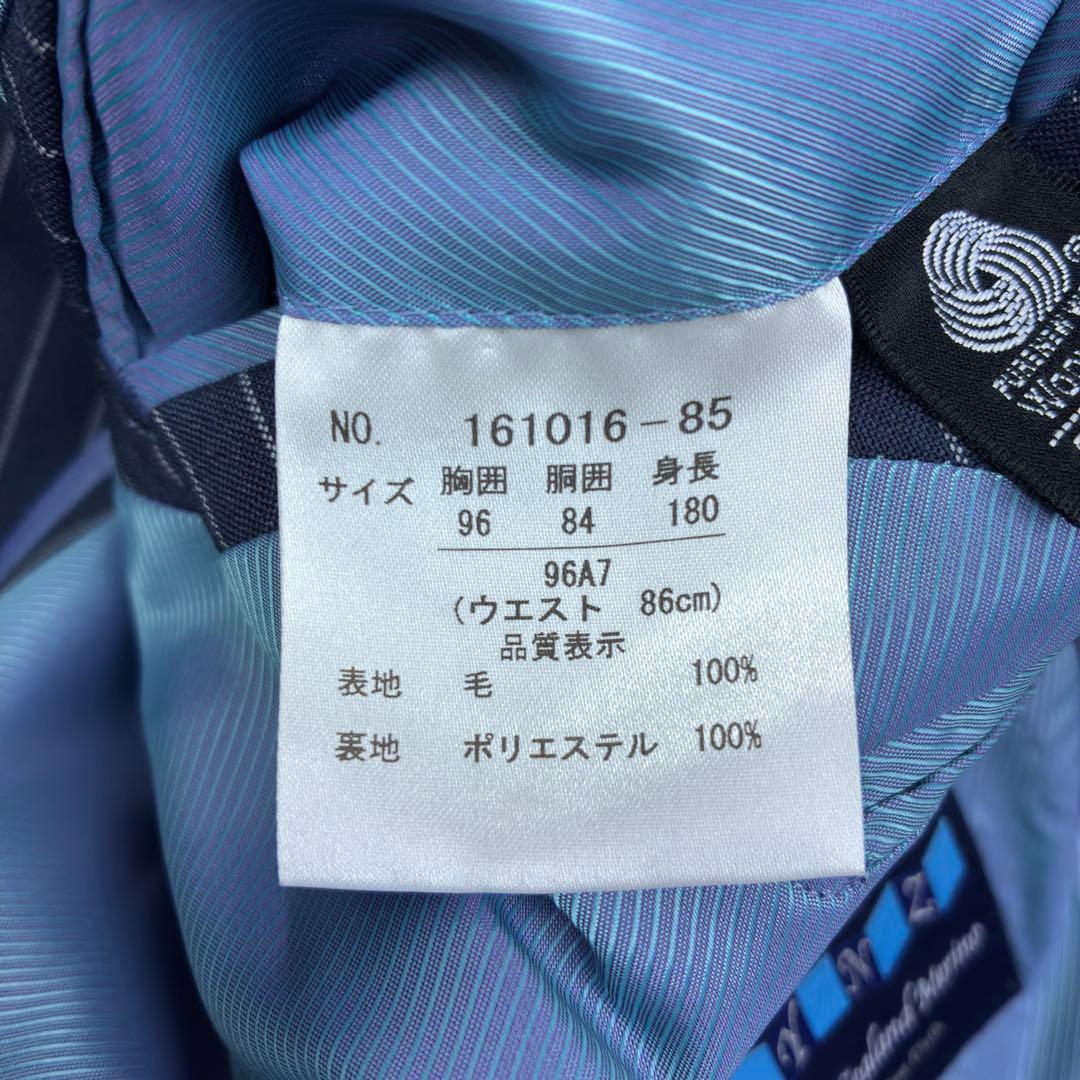 NO. 161016-85
サイズ 胸囲 胴囲 身長
96 84 180
96A7
(ウエスト 86cm)
品質表示
表地 毛 100%
裏地 ポリエステル 100%
Y N Z
Zealand Merino